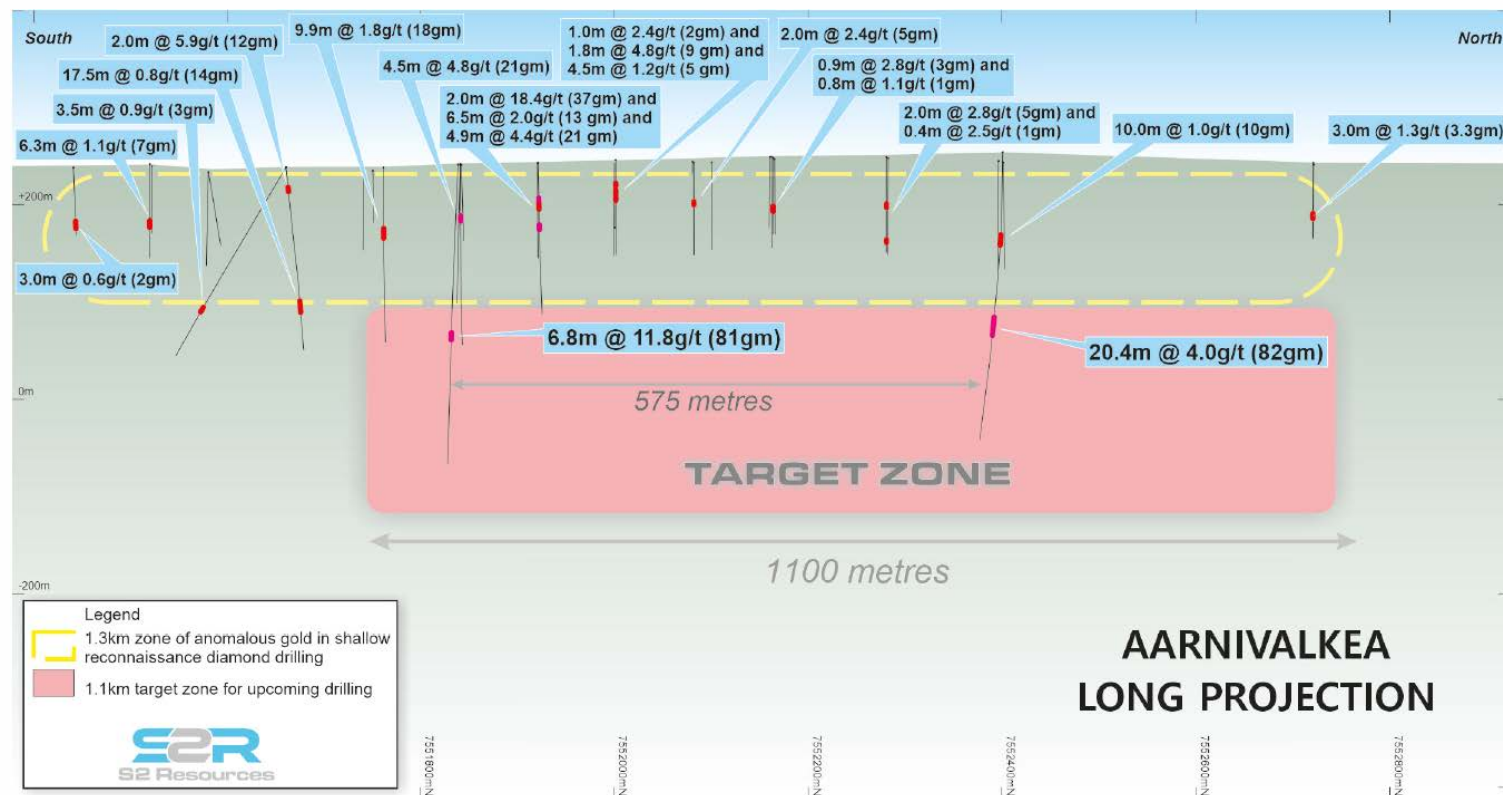 South
North
2.0m @ 5.9g/t (12gm)
9.9m @ 1.8g/t (18gm)
1.0m @ 2.4g/t (2gm) and
1.8m @ 4.8g/t (9 gm) and
4.5m @ 1.2g/t (5 gm)
2.0m @ 2.4g/t (5gm)
17.5m @ 0.8g/t (14gm)
4.5m @ 4.8g/t (21gm)
0.9m @ 2.8g/t (3gm) and
0.8m @ 1.1g/t (1gm)
3.5m @ 0.9g/t (3gm)
2.0m @ 18.4g/t (37gm) and
6.5m @ 2.0g/t (13 gm) and
4.9m @ 4.4g/t (21 gm)
2.0m @ 2.8g/t (5gm) and
0.4m @ 2.5g/t (1gm)
10.0m @ 1.0g/t (10gm)
3.0m @ 1.3g/t (3.3gm)
6.3m @ 1.1g/t (7gm)
+200m
3.0m @ 0.6g/t (2gm)
6.8m @ 11.8g/t (81gm)
20.4m @ 4.0g/t (82gm)
0m
575 metres
TARGET ZONE
1100 metres
-200m
Legend
1.3km zone of anomalous gold in shallow
reconnaissance diamond drilling
1.1km target zone for upcoming drilling
S2R
S2 Resources
AARNIVALKEA
LONG PROJECTION
7551800mN
7552000mN
7552200mN
7552400mN
7552600mN
7552800mN